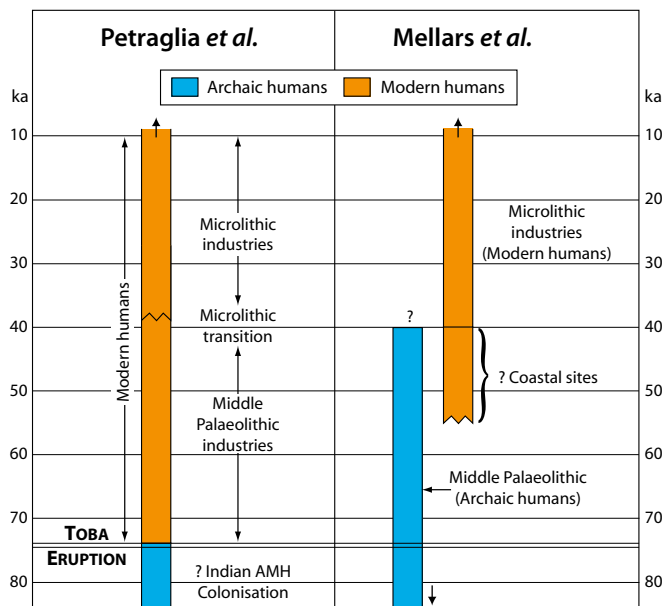 Petraglia et al.
Mellars et al.
Archaic humans
Modern humans
ka
ka
10
10
20
20
Microlithic
industries
Microlithic
industries
(Modern humans)
30
30
Modern humans
Microlithic
transition
?
40
40
? Coastal sites
50
50
Middle
Palaeolithic
industries
60
60
Middle Palaeolithic
(Archaic humans)
70
70
TOBA
ERUPTION
? Indian AMH
Colonisation
80
80